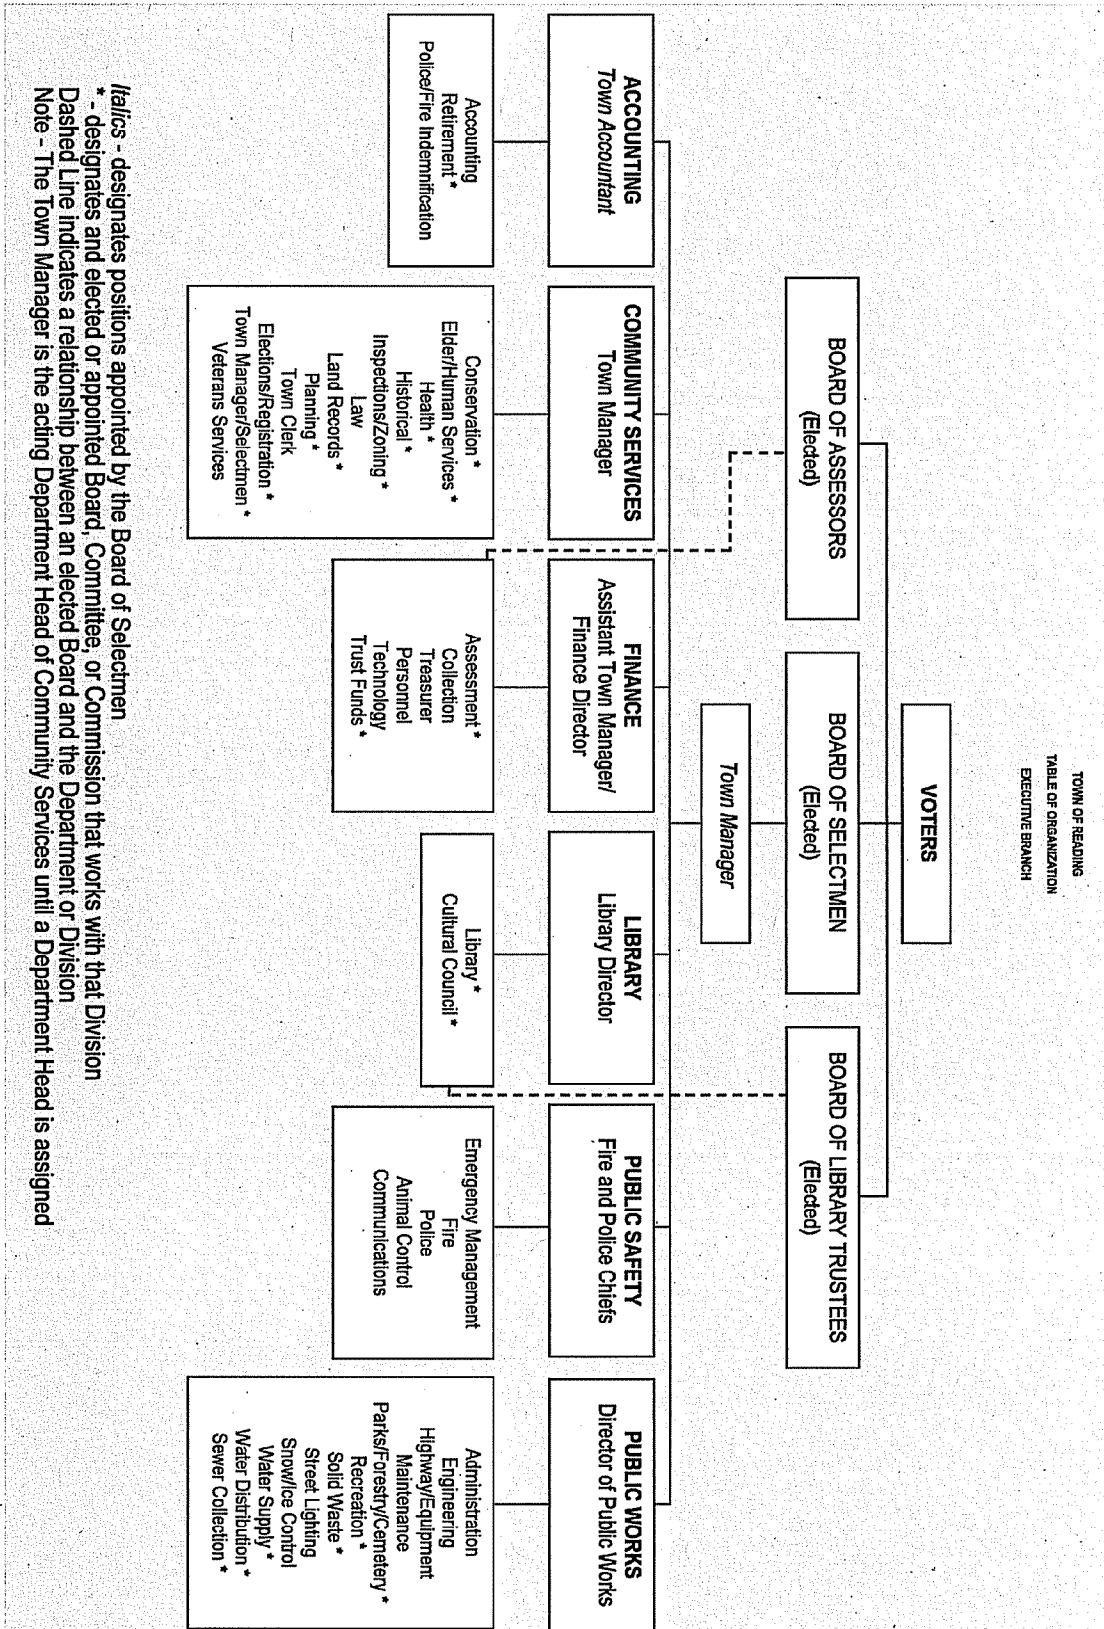 TOWN OF READING
TABLE OF ORGANIZATION
EXECUTIVE BRANCH
VOTERS
BOARD OF ASSESSORS
(Elected)
BOARD OF SELECTMEN
(Elected)
BOARD OF LIBRARY TRUSTEES
(Elected)
Town Manager
ACCOUNTING
Town Accountant
COMMUNITY SERVICES
Town Manager
FINANCE
Assistant Town Manager/
Finance Director
LIBRARY
Library Director
PUBLIC SAFETY
Fire and Police Chiefs
PUBLIC WORKS
Director of Public Works
Accounting
Retirement *
Police/Fire Indemnification
Conservation *
Elder/Human Services *
Health *
Historical *
Inspections/Zoning *
Law
Land Records *
Planning *
Town Clerk
Elections/Registration *
Town Manager/Selectmen *
Veterans Services
Assessment *
Collection
Treasurer
Personnel
Technology
Trust Funds *
Library *
Cultural Council *
Emergency Management
Fire
Police
Animal Control
Communications
Administration
Engineering
Highway/Equipment
Maintenance
Parks/Forestry/Cemetery *
Recreation *
Solid Waste *
Street Lighting
Snow/Ice Control
Water Supply *
Water Distribution *
Sewer Collection *
Italics - designates positions appointed by the Board of Selectmen
* - designates and elected or appointed Board, Committee, or Commission that works with that Division
Dashed Line indicates a relationship between an elected Board and the Department or Division
Note - The Town Manager is the acting Department Head of Community Services until a Department Head is assigned